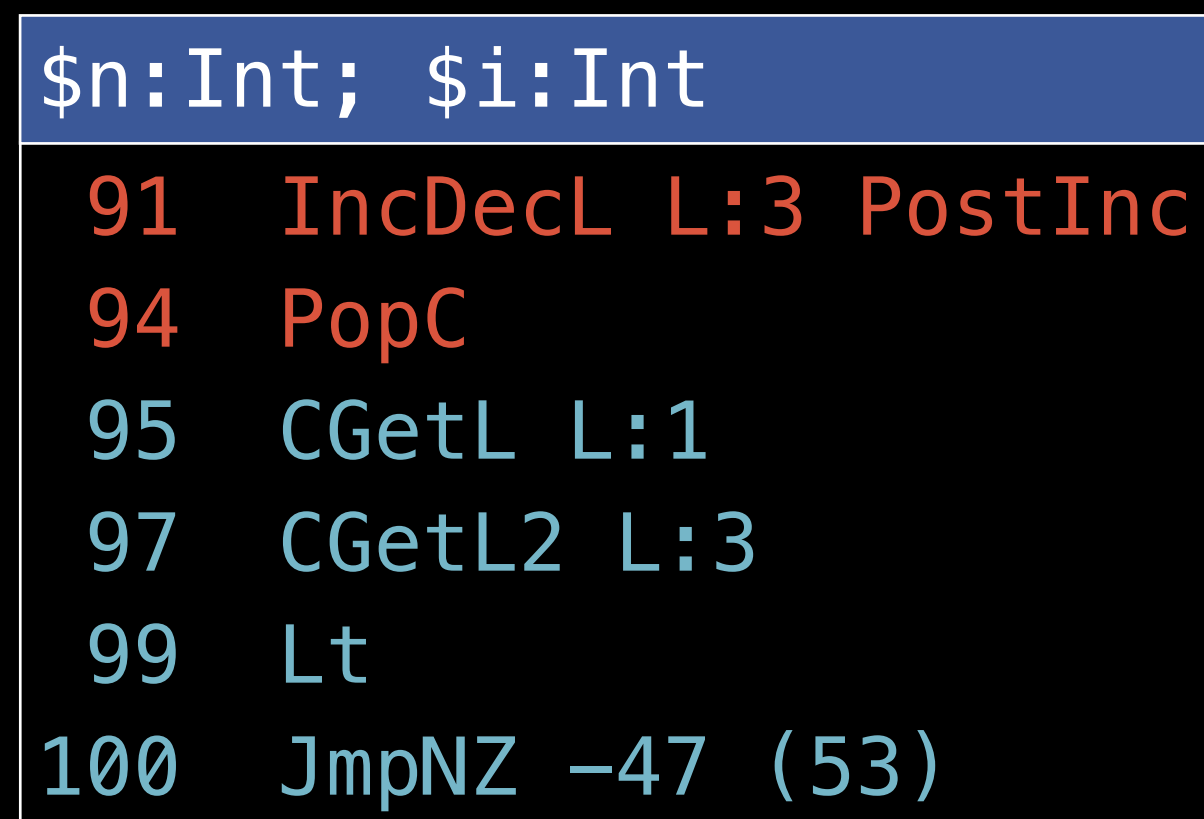 $n:Int; $i:Int
91 IncDecL L:3 PostInc
94 PopC
95 CGetL L:1
97 CGetL2 L:3
99 Lt
100 JmpNZ −47 (53)